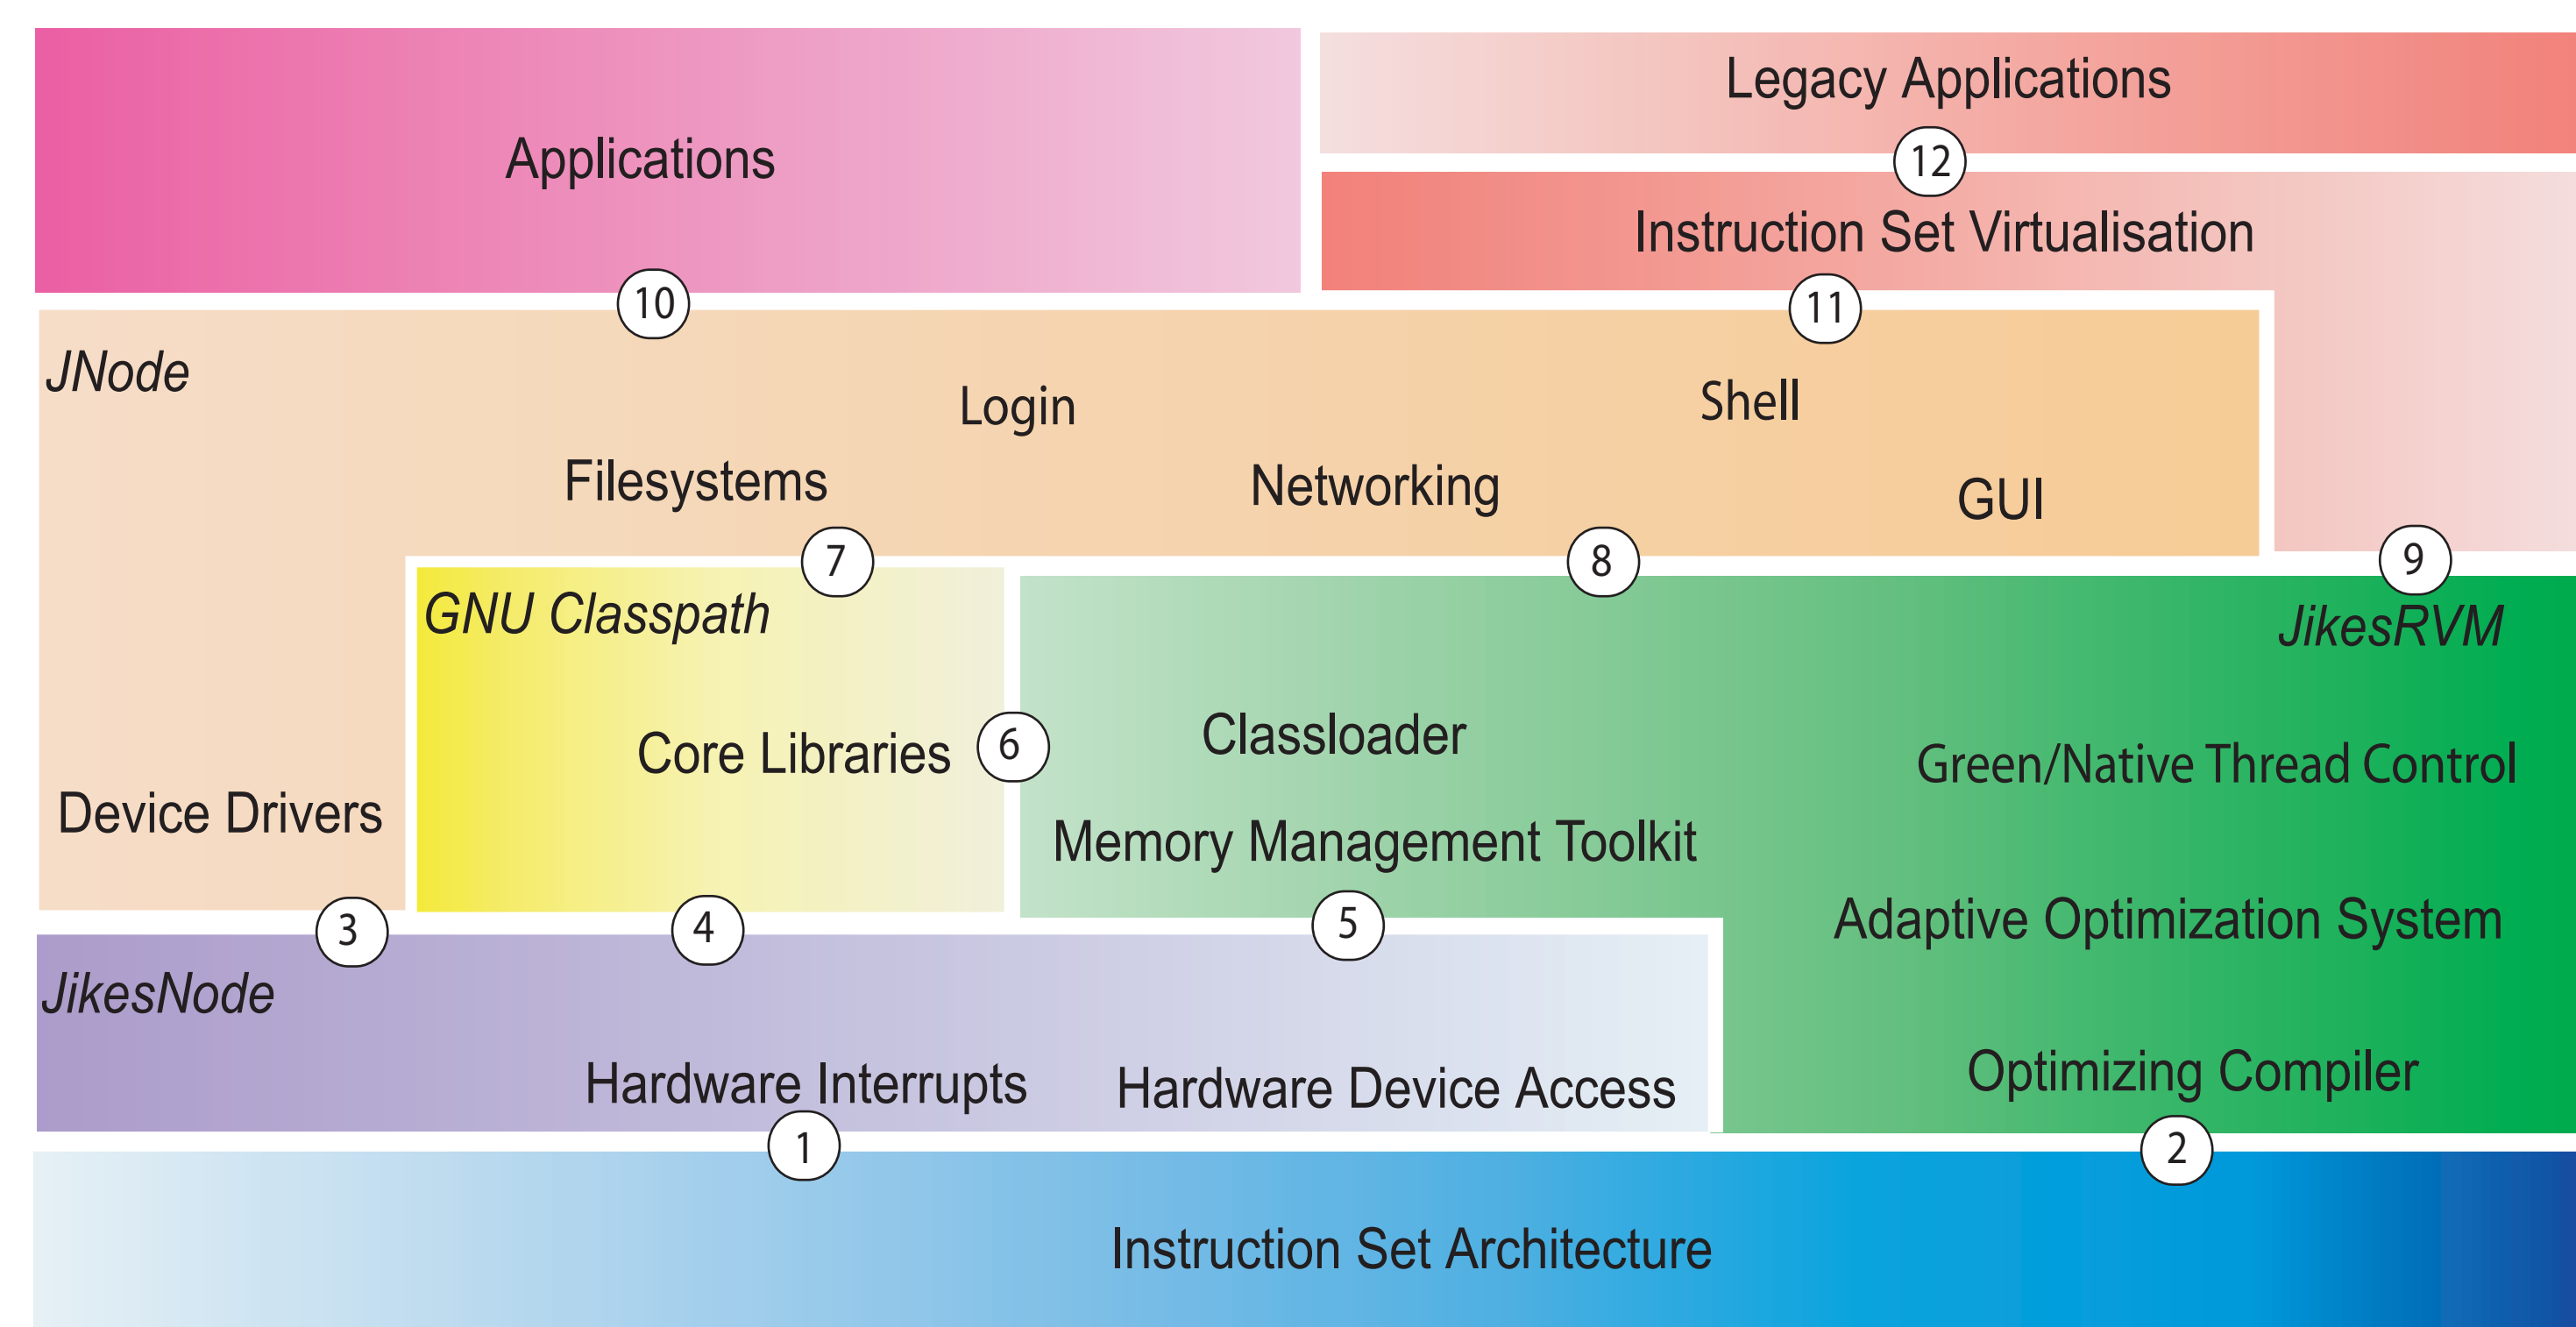 Legacy Applications
Applications
12
Instruction Set Virtualisation
10
11
JNode
Login
Shell
Filesystems
Networking
GUI
7
8
9
GNU Classpath
JikesRVM
Core Libraries
6
Classloader
Green/Native Thread Control
Device Drivers
Memory Management Toolkit
3
4
5
Adaptive Optimization System
JikesNode
Hardware Interrupts
Hardware Device Access
Optimizing Compiler
1
2
Instruction Set Architecture